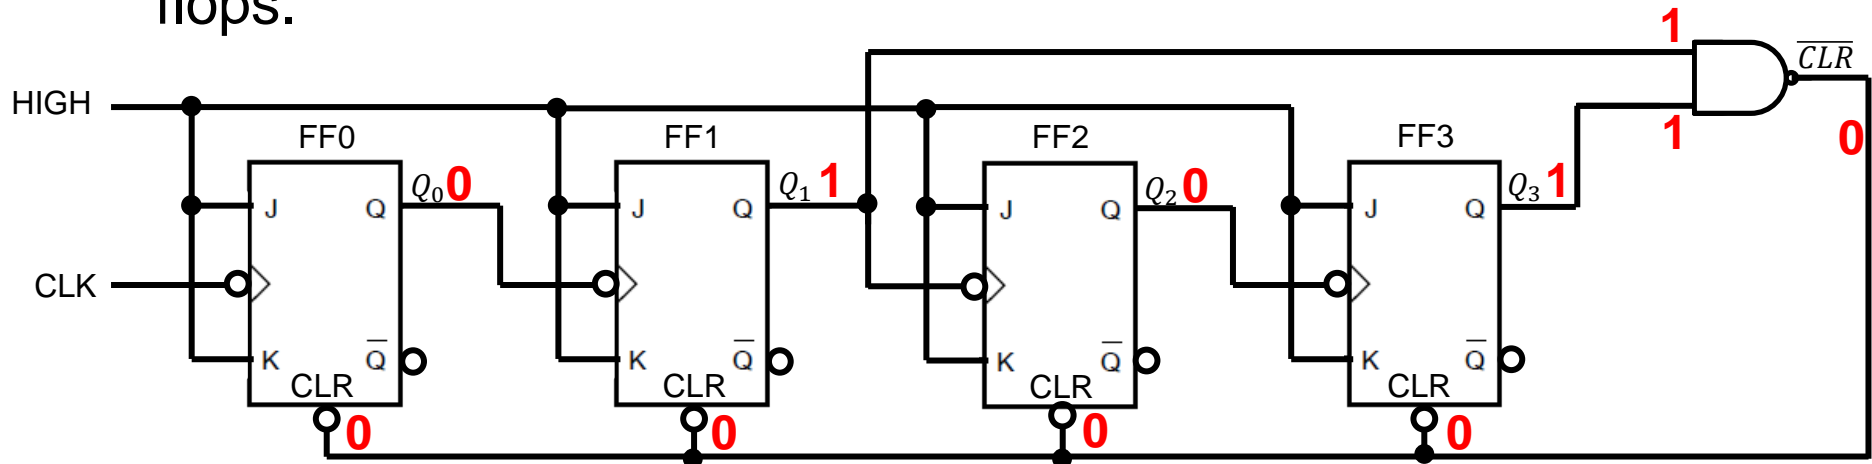 flops.
1
CLR
HIGH
1
0
FF0
FF1
FF2
FF3
Q0 0
Q1 1
Q2 0
Q3 1
J Q
J Q
J Q
J Q
CLK
K Q
K Q
K Q
K Q
CLR
CLR
CLR
CLR
0
0
0
0